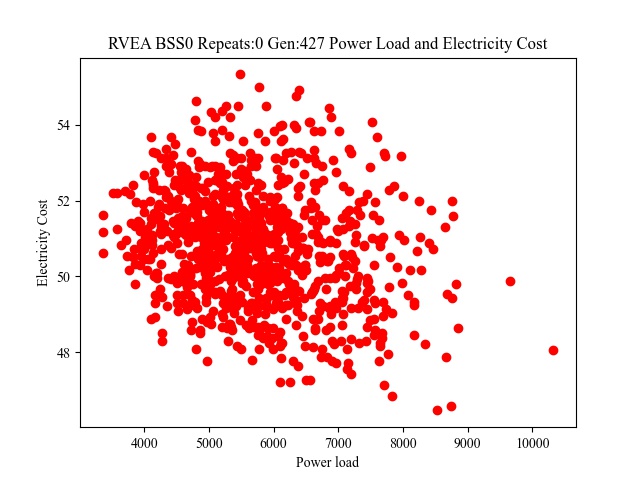 RVEA BSS0 Repeats:0 Gen:427 Power Load and Electricity Cost
54
52
50
48
Electricity Cost
4000 5000 6000 7000 8000 9000 10000
Power load